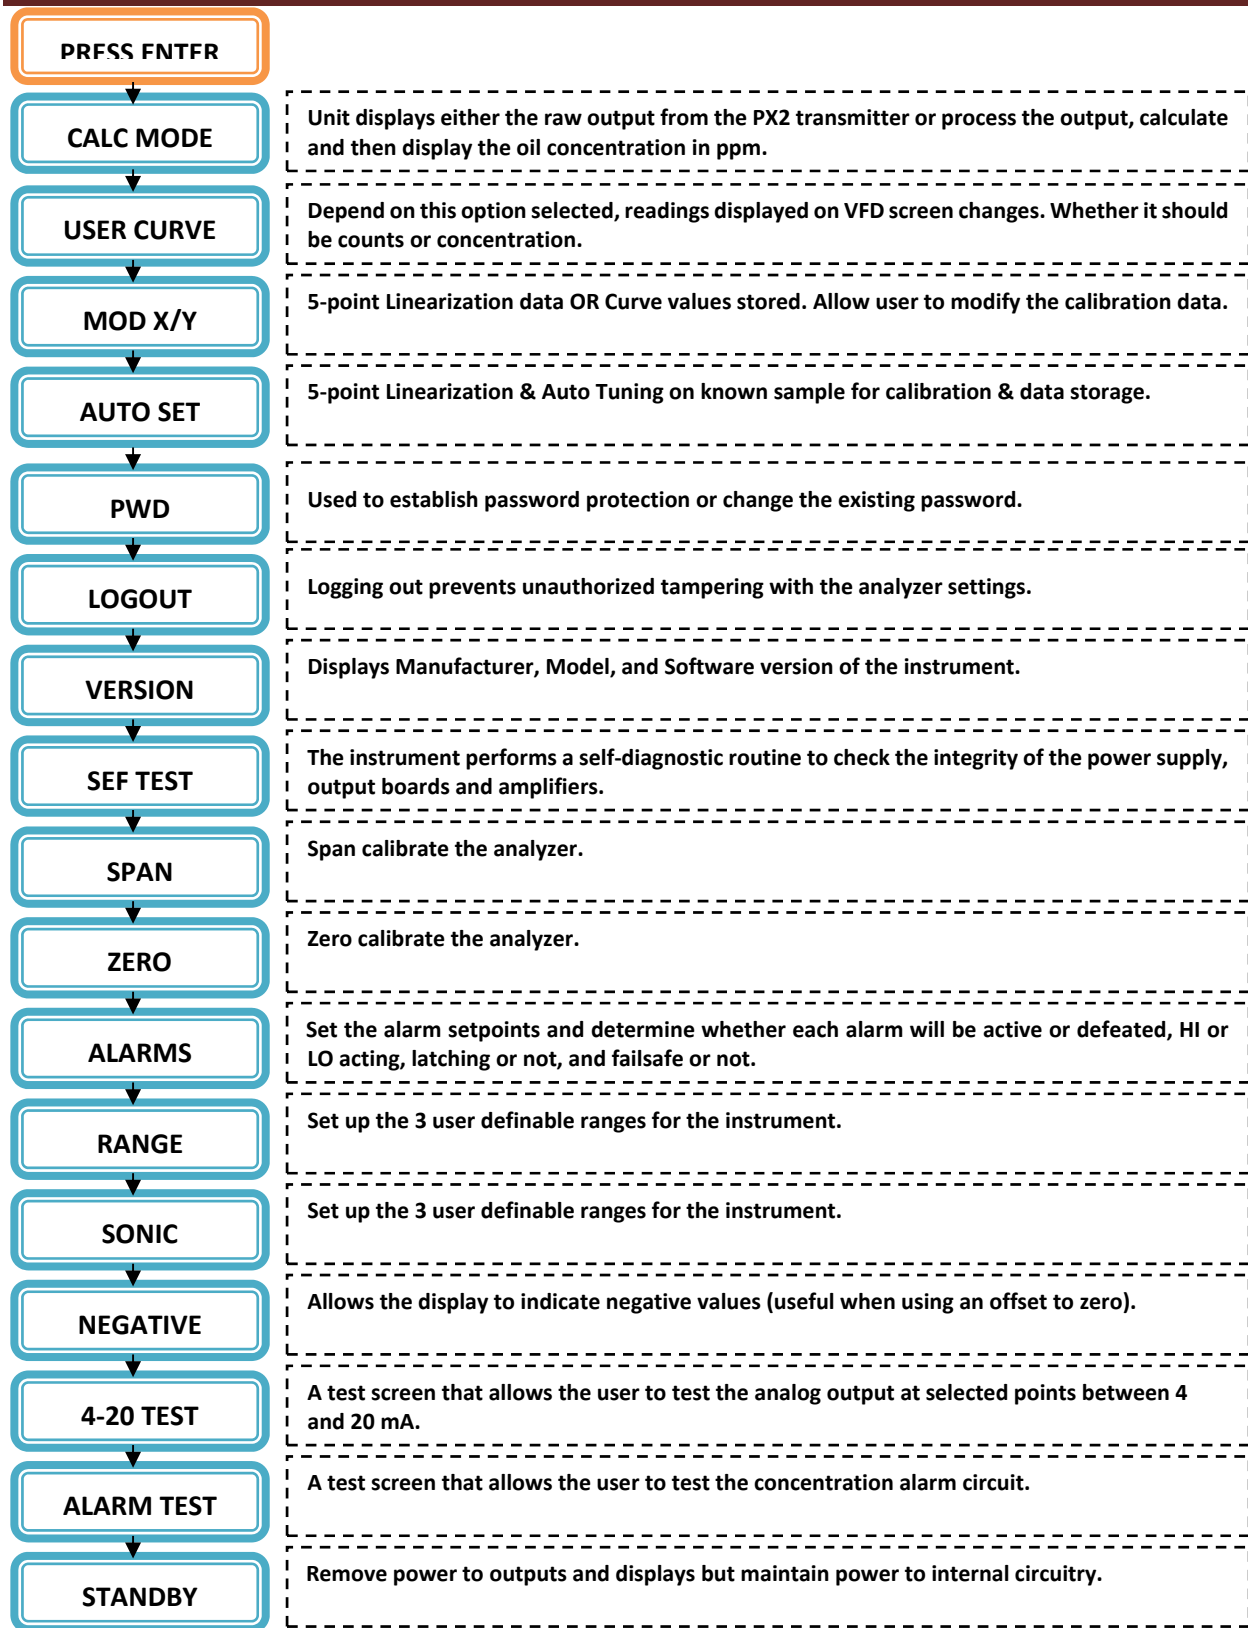 PRESS ENTER
CALC MODE
Unit displays either the raw output from the PX2 transmitter or process the output, calculate
and then display the oil concentration in ppm.
USER CURVE
Depend on this option selected, readings displayed on VFD screen changes. Whether it should
be counts or concentration.
MOD X/Y
5-point Linearization data OR Curve values stored. Allow user to modify the calibration data.
AUTO SET
5-point Linearization & Auto Tuning on known sample for calibration & data storage.
PWD
Used to establish password protection or change the existing password.
LOGOUT
Logging out prevents unauthorized tampering with the analyzer settings.
VERSION
Displays Manufacturer, Model, and Software version of the instrument.
SEF TEST
The instrument performs a self-diagnostic routine to check the integrity of the power supply,
output boards and amplifiers.
SPAN
Span calibrate the analyzer.
ZERO
Zero calibrate the analyzer.
ALARMS
Set the alarm setpoints and determine whether each alarm will be active or defeated, HI or
LO acting, latching or not, and failsafe or not.
RANGE
Set up the 3 user definable ranges for the instrument.
SONIC
Set up the 3 user definable ranges for the instrument.
NEGATIVE
Allows the display to indicate negative values (useful when using an offset to zero).
4-20 TEST
A test screen that allows the user to test the analog output at selected points between 4
and 20 mA.
ALARM TEST
A test screen that allows the user to test the concentration alarm circuit.
STANDBY
Remove power to outputs and displays but maintain power to internal circuitry.